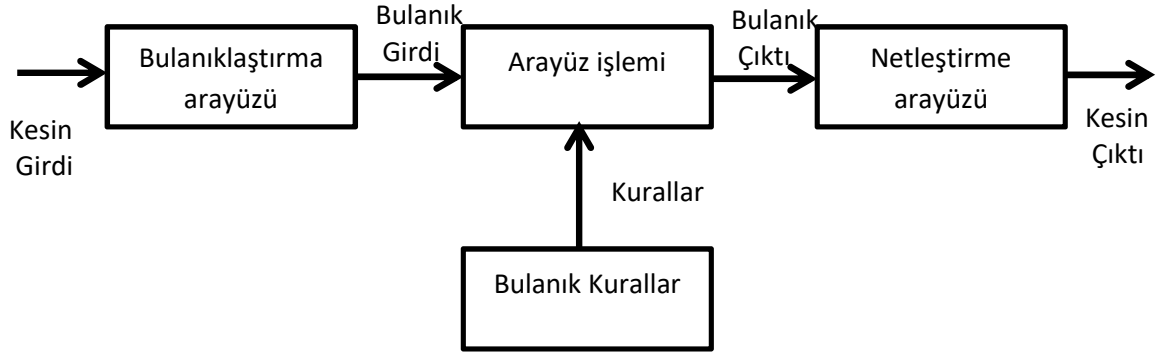 Kesin
Girdi
Bulanıklaştırma
arayüzü
Bulanık
Girdi
Arayüz işlemi
Bulanık
Çıktı
Netleştirme
arayüzü
Kesin
Çıktı
Kurallar
Bulanık Kurallar